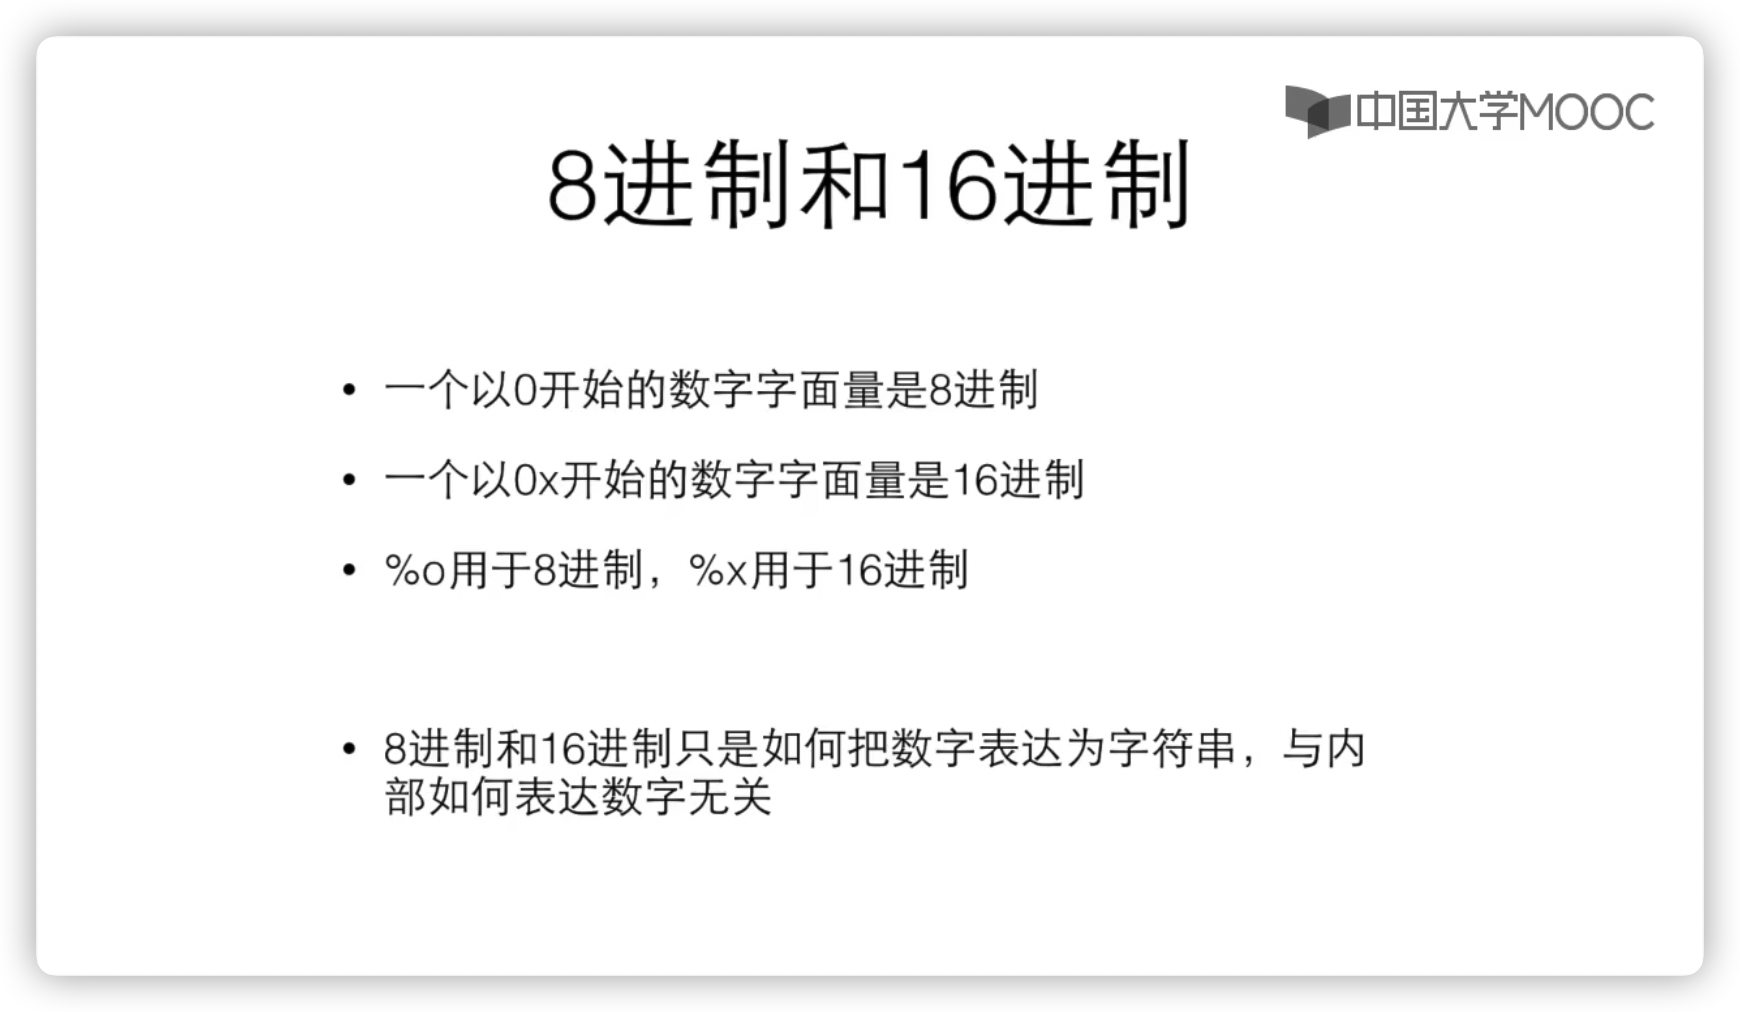 中国大学MOOC
8进制和16进制
• 一个以0开始的数字字面量是8进制
• 一个以0x开始的数字字面量是16进制
• %o用于8进制，%x用于16进制
• 8进制和16进制只是如何把数字表达为字符串，与内
部如何表达数字无关